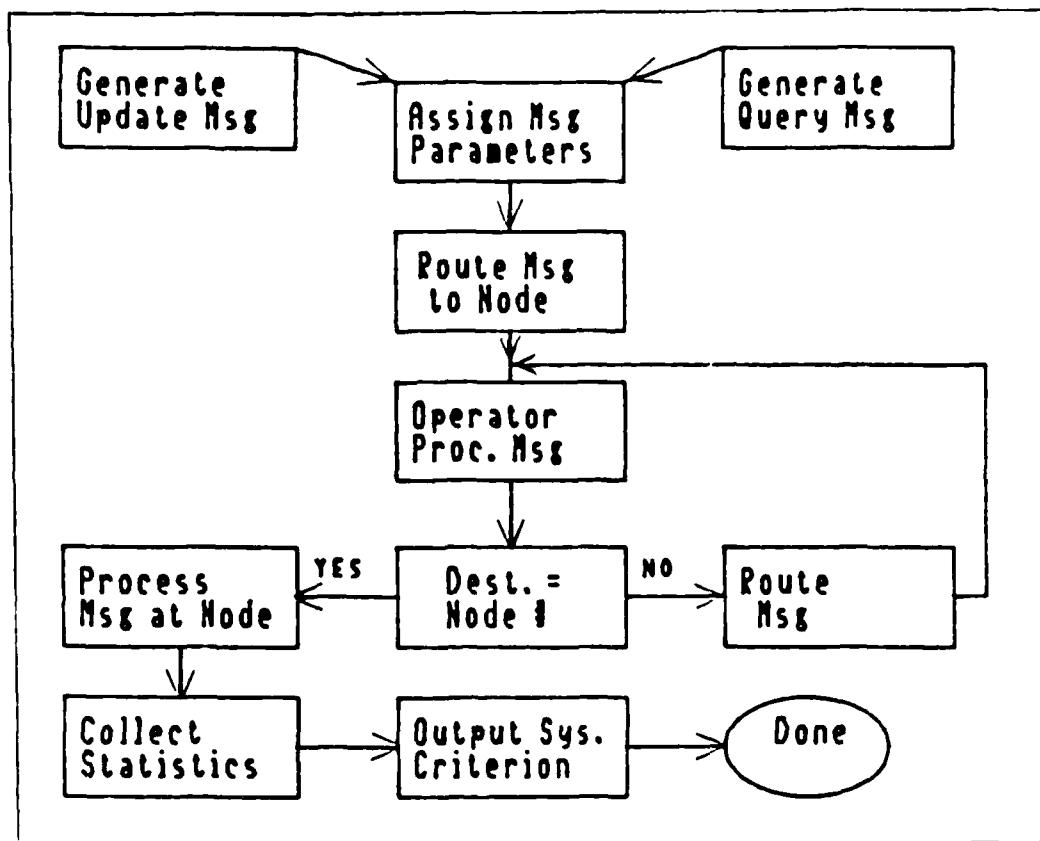 Generate
Update Msg
Assign Msg
Parameters
Generate
Query Msg
Route Msg
to Node
Operator
Proc. Msg
Process
Msg at Node
YES
Dest. =
Node #
NO
Route
Msg
Collect
Statistics
Output Sys.
Criterion
Done